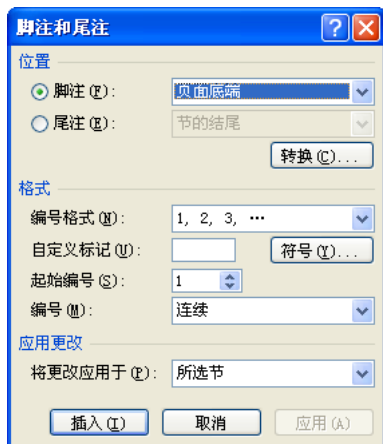 脚注和尾注
位置
脚注(F): 页面底端
尾注(E): 节的结尾
转换(C)...
格式
编号格式(N): 1, 2, 3, …
自定义标记(U): 符号(Y)...
起始编号(S): 1
编号(M): 连续
应用更改
将更改应用于(P): 所选节
插入(I) 取消 应用(A)